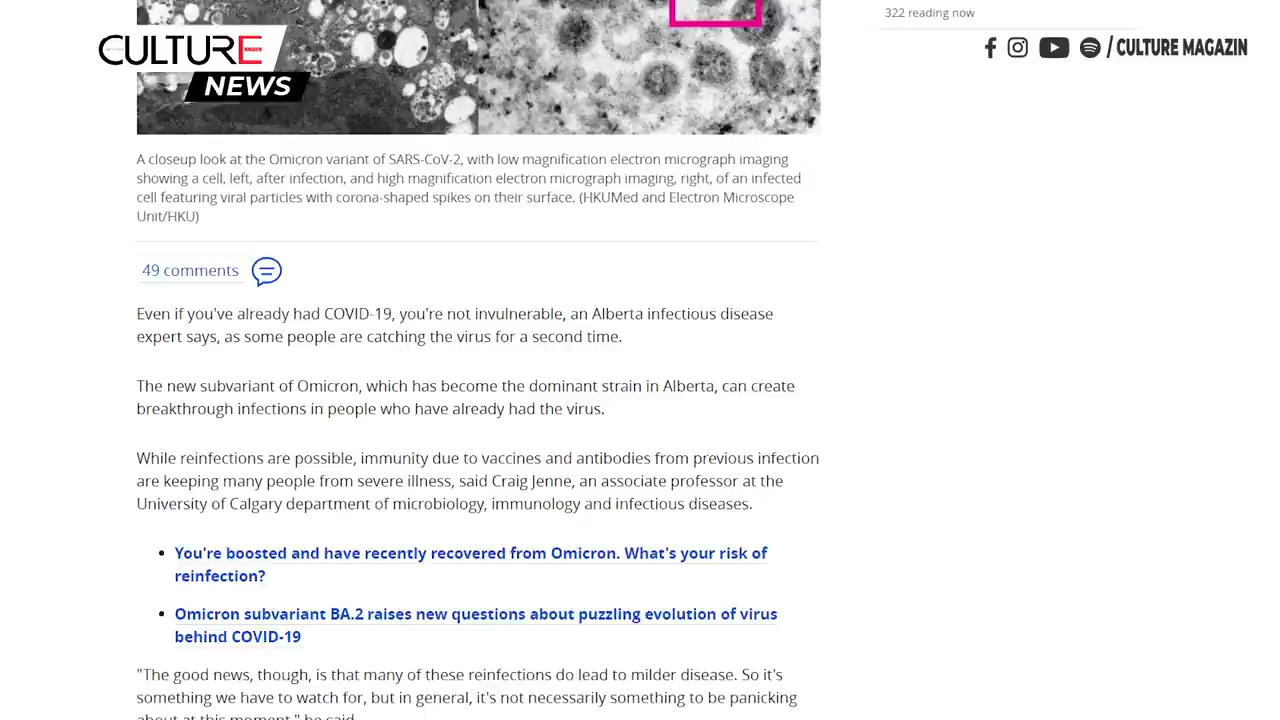 322 reading now
CULTURE
NEWS
/ CULTURE MAGAZIN
A closeup look at the Omicron variant of SARS-CoV-2, with low magnification electron micrograph imaging
showing a cell, left, after infection, and high magnification electron micrograph imaging, right, of an infected
cell featuring viral particles with corona-shaped spikes on their surface. (HKUMed and Electron Microscope
Unit/HKU)
49 comments
Even if you've already had COVID-19, you're not invulnerable, an Alberta infectious disease
expert says, as some people are catching the virus for a second time.
The new subvariant of Omicron, which has become the dominant strain in Alberta, can create
breakthrough infections in people who have already had the virus.
While reinfections are possible, immunity due to vaccines and antibodies from previous infection
are keeping many people from severe illness, said Craig Jenne, an associate professor at the
University of Calgary department of microbiology, immunology and infectious diseases.
• You're boosted and have recently recovered from Omicron. What's your risk of
reinfection?
• Omicron subvariant BA.2 raises new questions about puzzling evolution of virus
behind COVID-19
"The good news, though, is that many of these reinfections do lead to milder disease. So it's
something we have to watch for, but in general, it's not necessarily something to be panicking
about at this moment," he said.